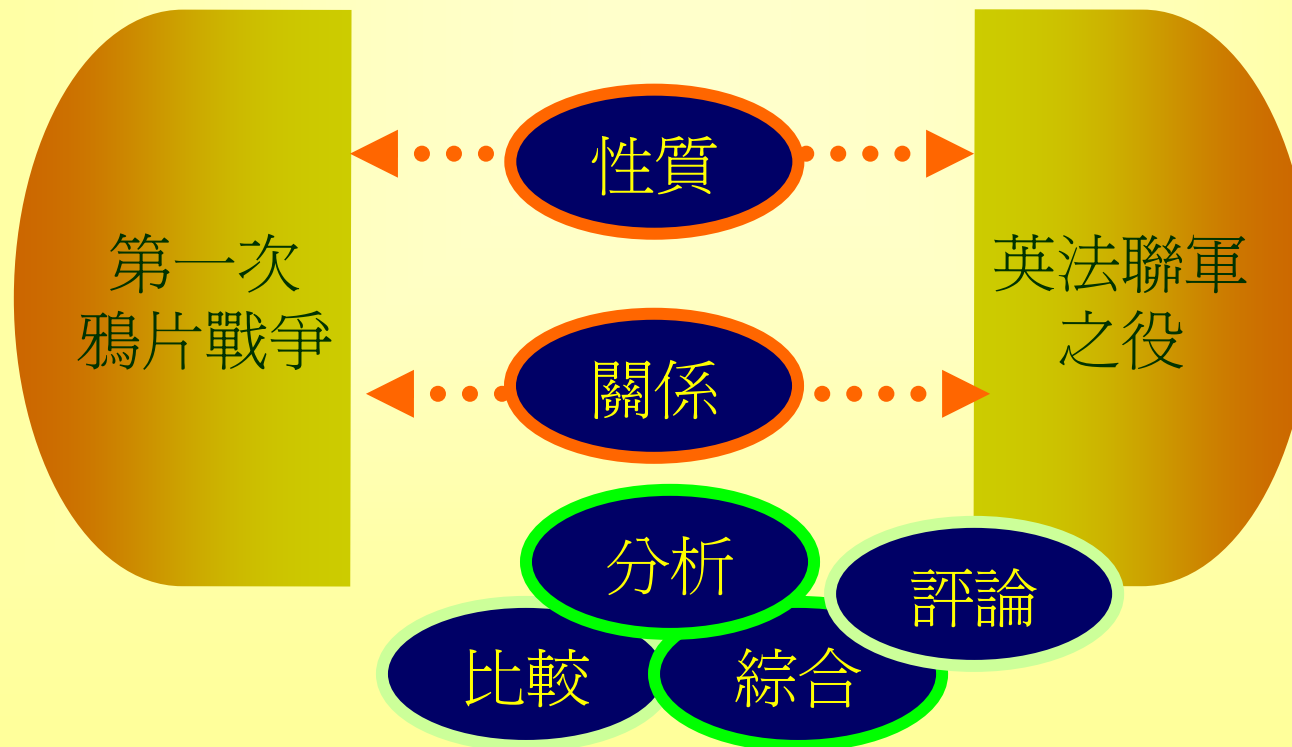 第一次
鴉片戰爭
性質
關係
英法聯軍
之役
分析
評論
比較
綜合